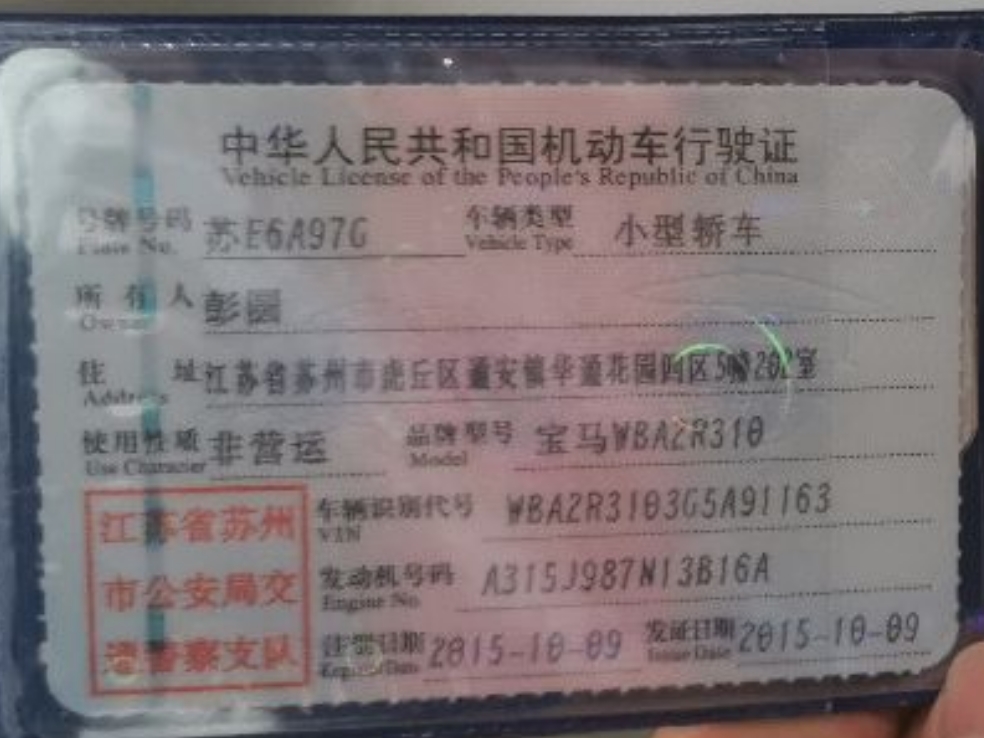 中华人民共和国机动车行驶证
Vehicle License of the People's Republic of China
号牌号码 苏E6A97G 车辆类型 小型轿车
Plate No. Vehicle Type
所有人 彭圆
Owner
住址 江苏省苏州市虎丘区通安镇华通花园四区5幢202室
Address
使用性质 非营运 品牌型号 宝马WBA2R310
Use Character Model
江苏省苏州 车辆识别代号 WBA2R3103G5A91163
VIN
市公安局交 发动机号码 A315J987N13B16A
Engine No.
通警察支队 注册日期 2015-10-09 发证日期 2015-10-09
Register Date Issue Date